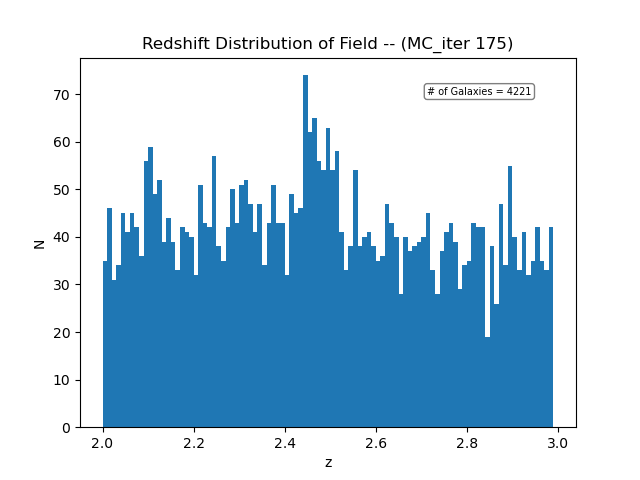 Redshift Distribution of Field -- (MC_iter 175)
# of Galaxies = 4221
70
60
50
40
30
20
10
0
N
2.0 2.2 2.4 2.6 2.8 3.0
z